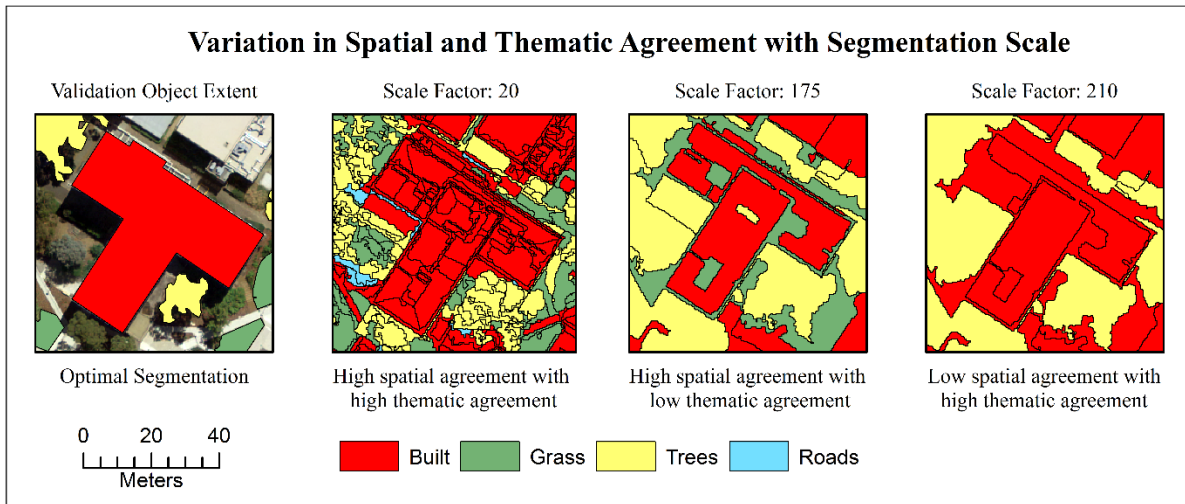 Variation in Spatial and Thematic Agreement with Segmentation Scale
Validation Object Extent
Scale Factor: 20
Scale Factor: 175
Scale Factor: 210
Optimal Segmentation
High spatial agreement with
high thematic agreement
High spatial agreement with
low thematic agreement
Low spatial agreement with
high thematic agreement
0 20 40
Meters
Built
Grass
Trees
Roads